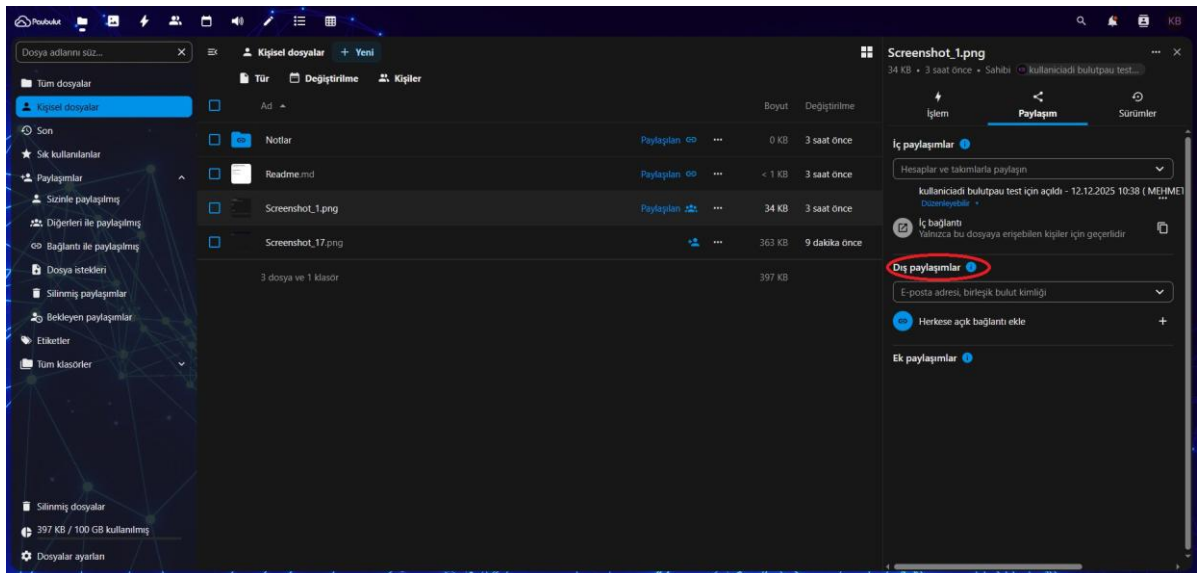 Paubulut
KB
Dosya adlarını süz...
Tüm dosyalar
Kişisel dosyalar
Son
Sık kullanılanlar
Paylaşımlar
Sizinle paylaşılmış
Diğerleri ile paylaşılmış
Bağlantı ile paylaşılmış
Dosya istekleri
Silinmiş paylaşımlar
Bekleyen paylaşımlar
Etiketler
Tüm klasörler
Silinmiş dosyalar
397 KB / 100 GB kullanılmış
Dosyalar ayarları
Kişisel dosyalar + Yeni
Tür Değiştirilme Kişiler
Ad Boyut Değiştirilme
Notlar Paylaşılan 0 KB 3 saat önce
Readme.md Paylaşılan < 1 KB 3 saat önce
Screenshot_1.png Paylaşılan 34 KB 3 saat önce
Screenshot_17.png 363 KB 9 dakika önce
3 dosya ve 1 klasör 397 KB
Screenshot_1.png
34 KB • 3 saat önce • Sahibi kullaniciadi bulutpau test...
İşlem Paylaşım Sürümler
İç paylaşımlar
Hesaplar ve takımlarla paylaşın
kullaniciadi bulutpau test için açıldı - 12.12.2025 10:38 ( MEHMET
Düzenleyebilir
İç bağlantı
Yalnızca bu dosyaya erişebilen kişiler için geçerlidir
Dış paylaşımlar
E-posta adresi, birleşik bulut kimliği
Herkese açık bağlantı ekle +
Ek paylaşımlar